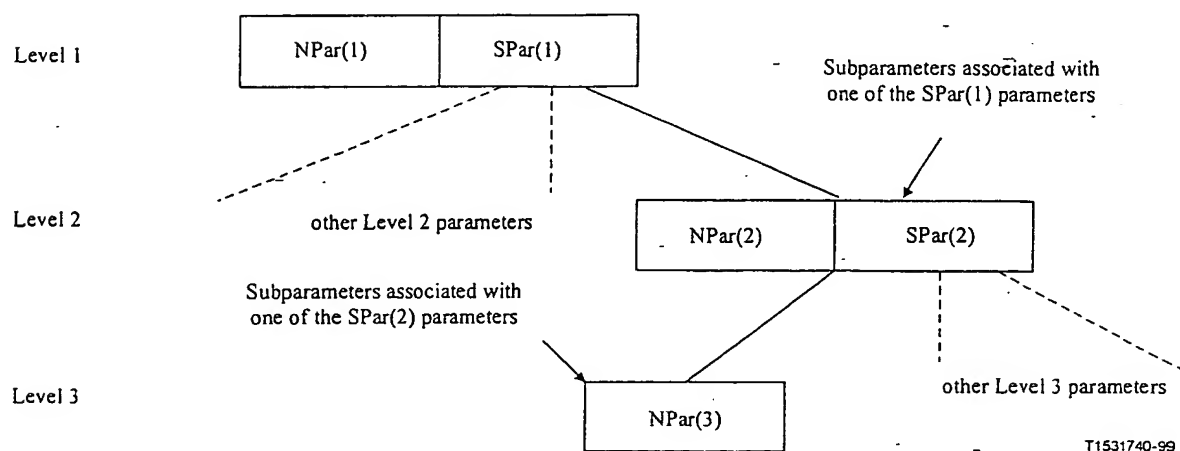 Level 1
NPar(1)
SPar(1)
Subparameters associated with
one of the SPar(1) parameters
Level 2
other Level 2 parameters
NPar(2)
SPar(2)
Subparameters associated with
one of the SPar(2) parameters
Level 3
NPar(3)
other Level 3 parameters
T1531740-99